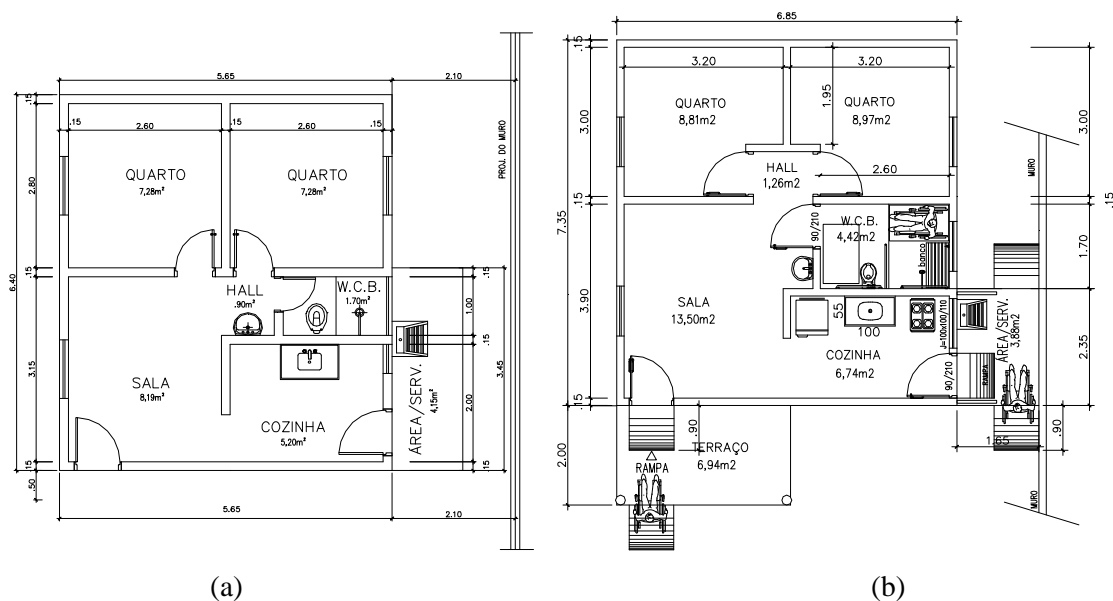 5.65
2.10
.15
.15
2.60
.15
2.60
.15
PROJ. DO MURO
QUARTO
7,28m²
QUARTO
7,28m²
2.80
6.40
.15
.15
HALL
.90m²
W.C.B.
1.70m²
1.00
.15
3.15
3.45
SALA
8,19m²
COZINHA
5,20m²
ÁREA/SERV.
4,15m²
2.00
.15
.15
.50
5.65
2.10
(a)
6.85
.15
3.20
3.20
1.95
QUARTO
8,81m2
QUARTO
8,97m2
3.00
3.00
MURO
HALL
1,26m2
2.60
.15
.15
7.35
90/210
W.C.B.
4,42m2
banco
1.70
3.90
SALA
13,50m2
55
100
J=100x100/110
ÁREA/SERV.
3,88m2
COZINHA
6,74m2
90/210
RAMPA
2.35
.15
.90
TERRAÇO
6,94m2
RAMPA
1.65
.90
2.00
MURO
(b)